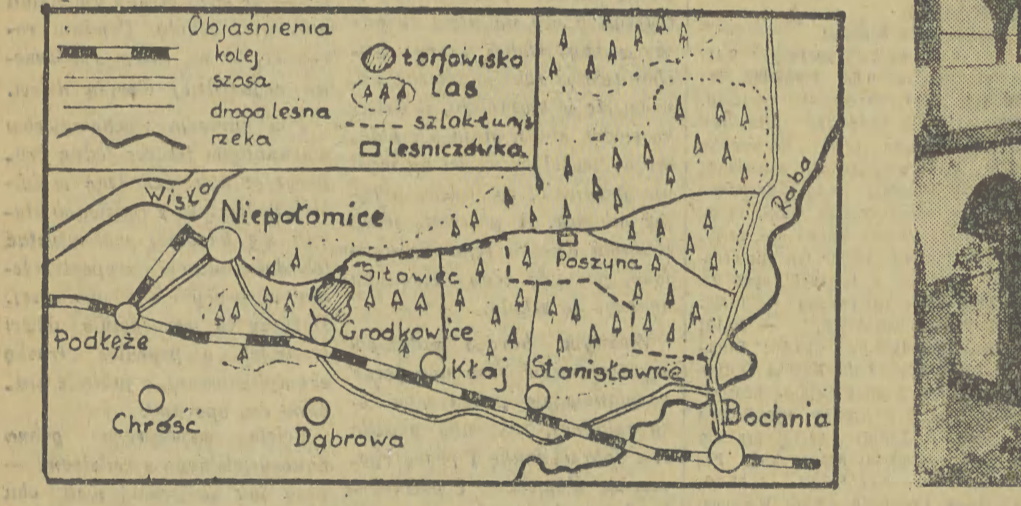 Objaśnienia
kolej
szosa
droga leśna
rzeka
torfowisko
las
szlak turys
leśniczówka
Wisła
Niepołomice
Raba
Sitowiec
Poszyna
Podłęże
Grodkowice
Kłaj
Stanisławice
Chrość
Dąbrowa
Bochnia